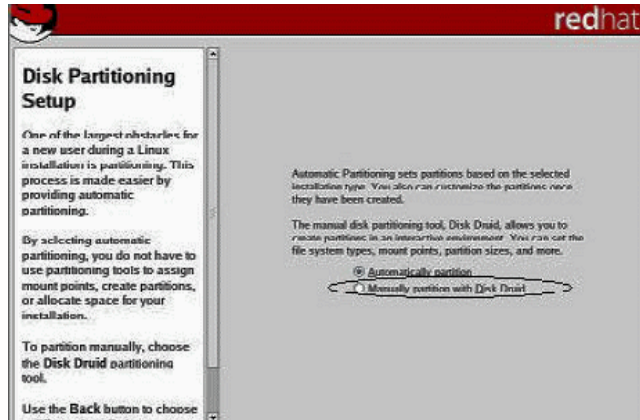 redhat
Disk Partitioning
Setup
One of the largest obstacles for
a new user during a Linux
installation is partitioning. This
process is made easier by
providing automatic
partitioning.
By selecting automatic
partitioning, you do not have to
use partitioning tools to assign
mount points, create partitions,
or allocate space for your
installation.
To partition manually, choose
the Disk Druid partitioning
tool.
Use the Back button to choose
Automatic Partitioning sets partitions based on the selected
installation type. You also can customize the partitions once
they have been created.
The manual disk partitioning tool, Disk Druid, allows you to
create partitions in an interactive environment. You can set the
file system types, mount points, partition sizes, and more.
Automatically partition
Manually partition with Disk Druid